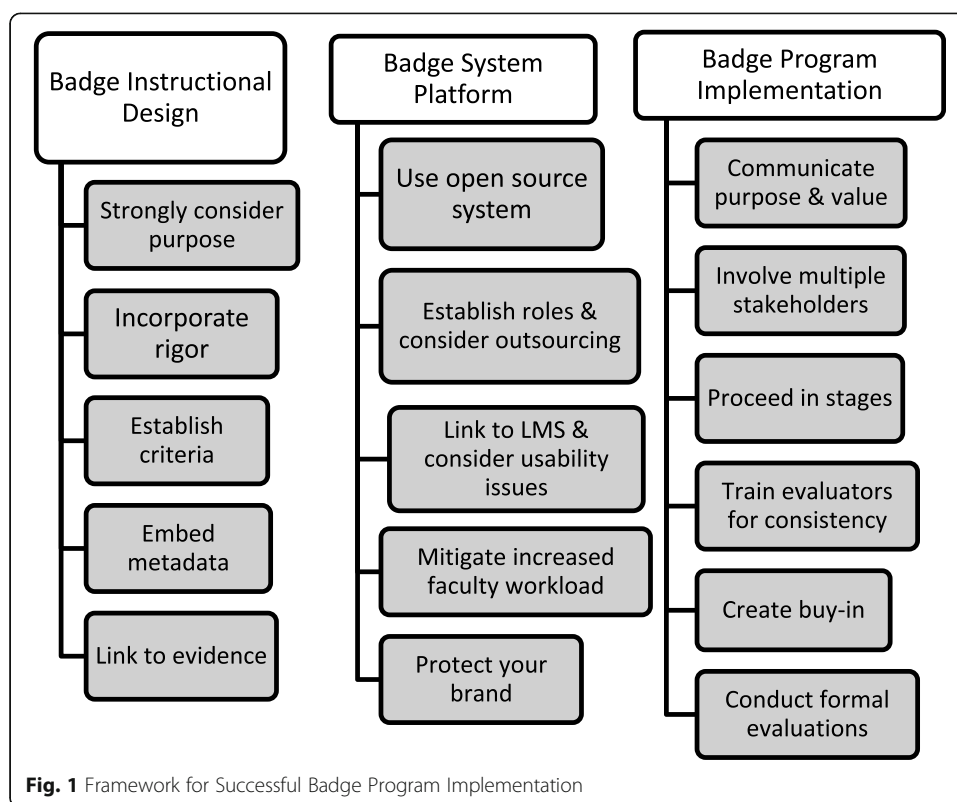 Badge Instructional
Design
Strongly consider
purpose
Incorporate
rigor
Establish
criteria
Embed
metadata
Link to evidence
Badge System
Platform
Use open source
system
Establish roles &
consider outsourcing
Link to LMS &
consider usability
issues
Mitigate increased
faculty workload
Protect your
brand
Badge Program
Implementation
Communicate
purpose & value
Involve multiple
stakeholders
Proceed in stages
Train evaluators
for consistency
Create buy-in
Conduct formal
evaluations
Fig. 1 Framework for Successful Badge Program Implementation